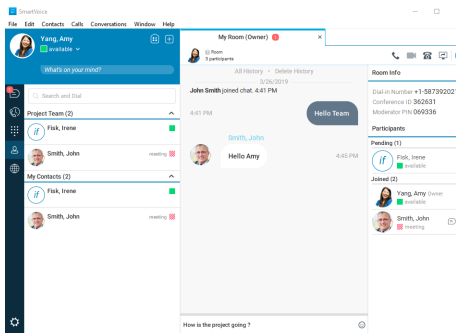 SmartVoice
File Edit Contacts Calls Conversations Window Help
Yang, Amy
available
What's on your mind?
Search and Dial
Project Team (2)
if Fisk, Irene
Smith, John meeting
My Contacts (2)
if Fisk, Irene
Smith, John meeting
My Room (Owner)
Room
3 participants
All History • Delete History
3/26/2019
John Smith joined chat. 4:41 PM
4:41 PM Hello Team
Smith, John
Hello Amy 4:45 PM
How is the project going ?
Room Info
Dial-in Number +1-587392021
Conference ID 362631
Moderator PIN 069336
Participants
Pending (1)
if Fisk, Irene
available
Joined (2)
Yang, Amy Owner
available
Smith, John
meeting